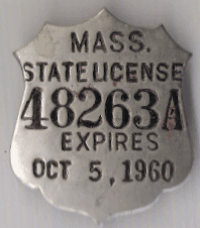 MASS.
STATE LICENSE
48263A
EXPIRES
OCT 5, 1960